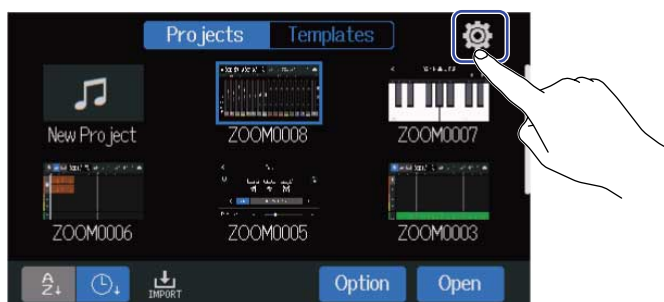 Projects Templates
New Project ZOOM0008 ZOOM0007
ZOOM0006 ZOOM0005 ZOOM0003
A
Z↓ IMPORT Option Open